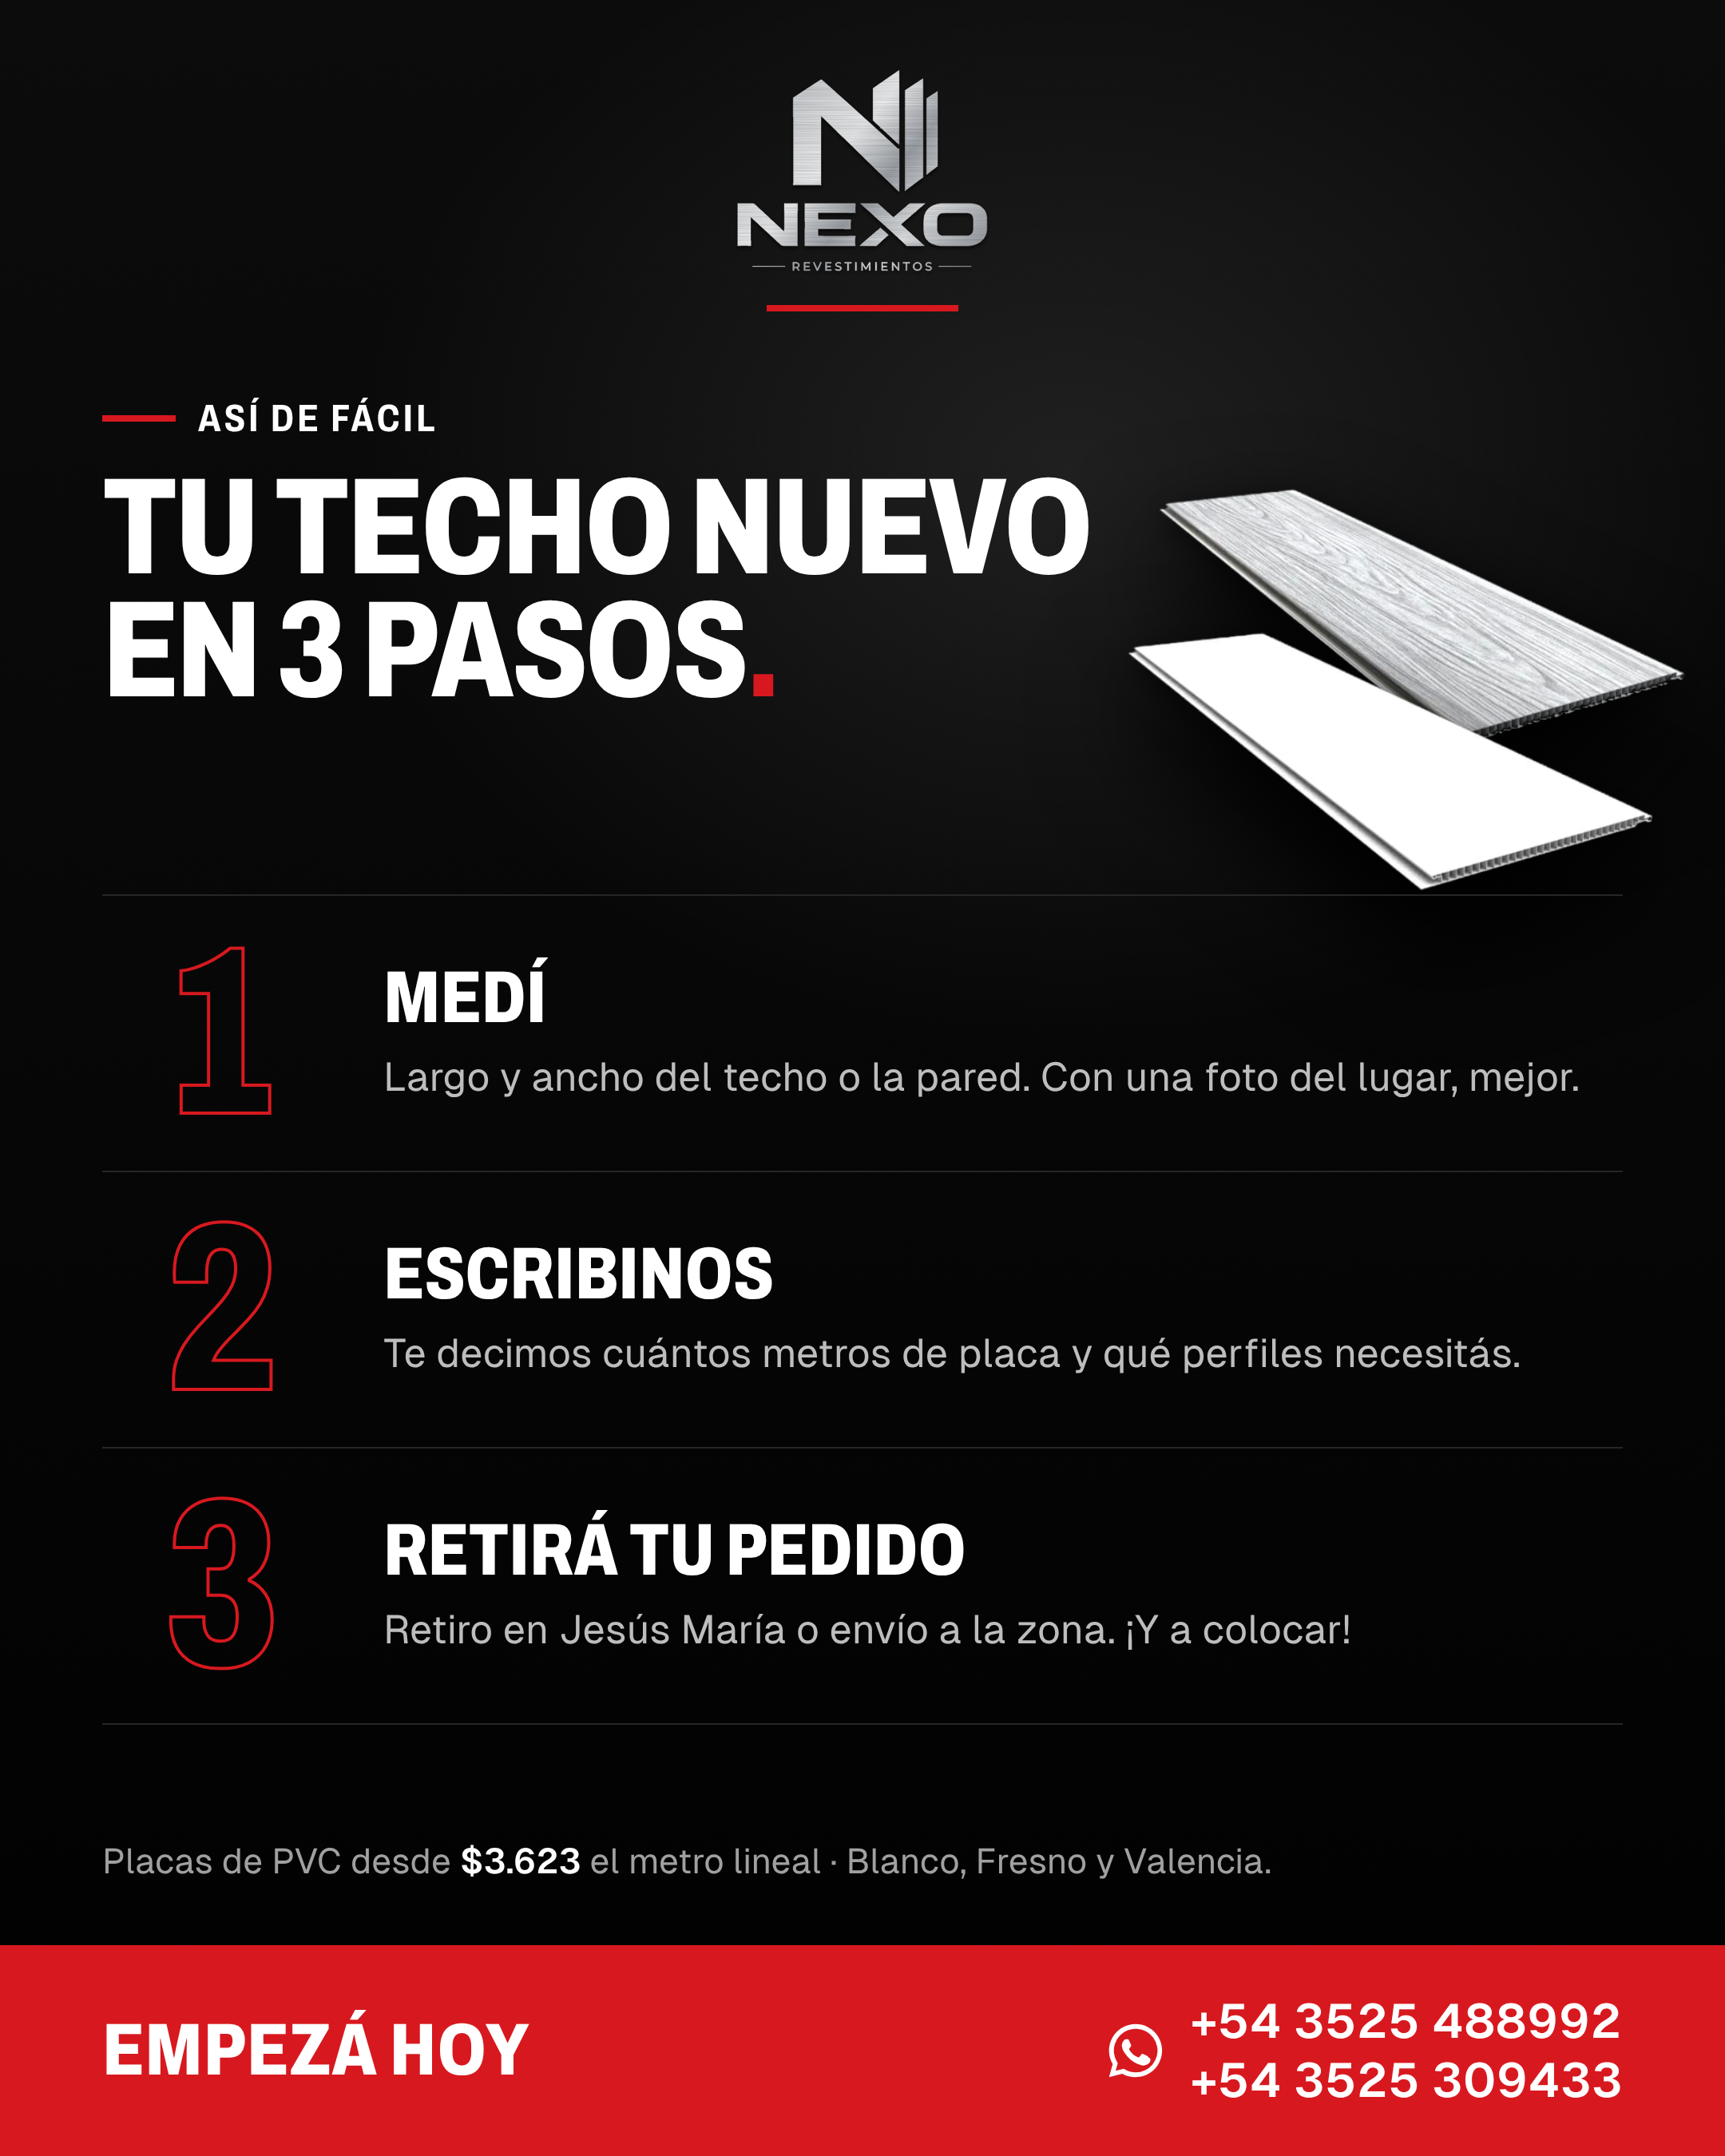 NEXO
REVESTIMIENTOS
ASÍ DE FÁCIL
TU TECHO NUEVO
EN 3 PASOS.
1
MEDÍ
Largo y ancho del techo o la pared. Con una foto del lugar, mejor.
2
ESCRIBINOS
Te decimos cuántos metros de placa y qué perfiles necesitás.
3
RETIRÁ TU PEDIDO
Retiro en Jesús María o envío a la zona. ¡Y a colocar!
Placas de PVC desde $3.623 el metro lineal · Blanco, Fresno y Valencia.
EMPEZÁ HOY
+54 3525 488992
+54 3525 309433